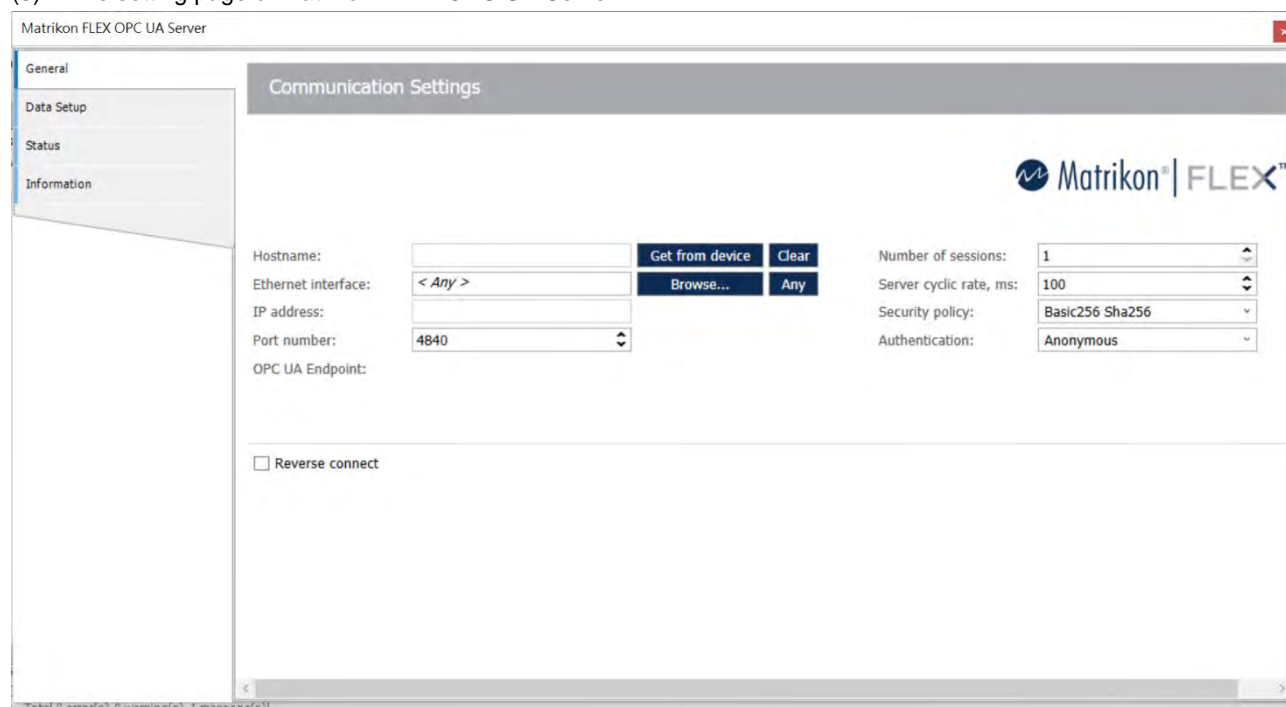 Matrikon FLEX OPC UA Server
General
Data Setup
Status
Information
Communication Settings
Matrikon® | FLEX™
Hostname:
Get from device
Clear
Number of sessions:
1
Ethernet interface:
< Any >
Browse...
Any
Server cyclic rate, ms:
100
IP address:
Security policy:
Basic256 Sha256
Port number:
4840
Authentication:
Anonymous
OPC UA Endpoint:
Reverse connect